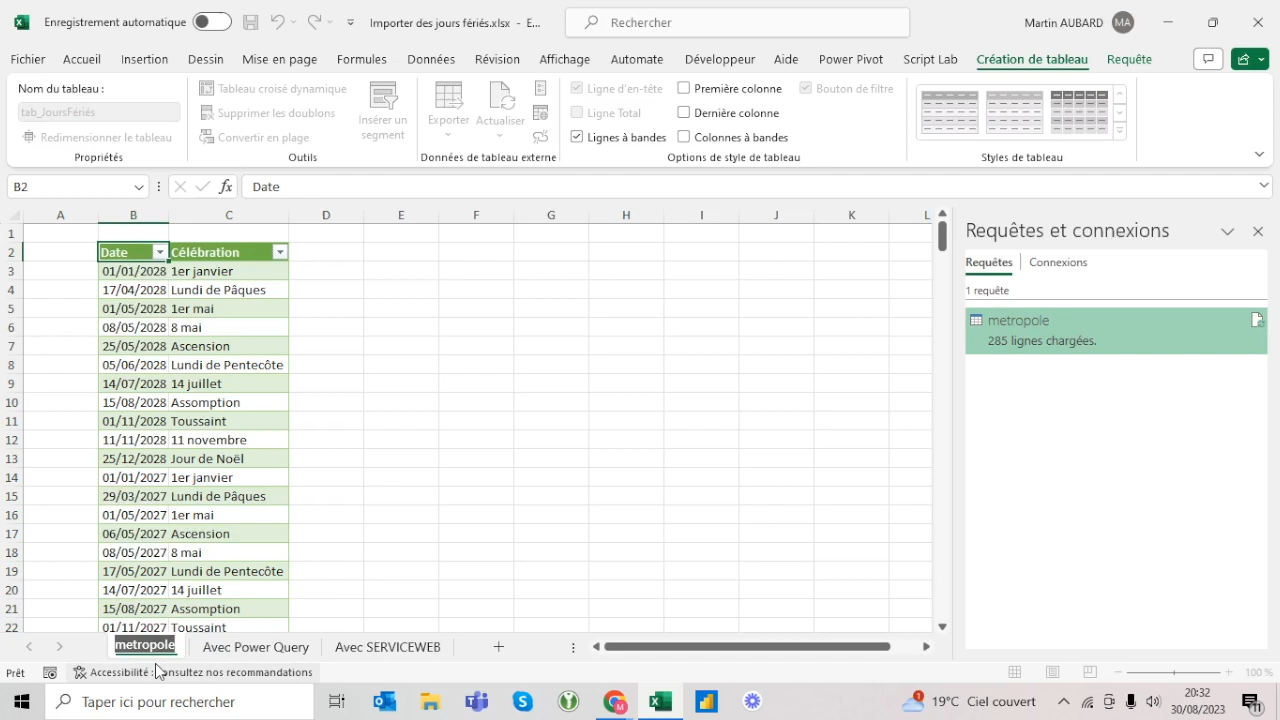 Enregistrement automatique
Importer des jours fériés.xlsx - E...
Rechercher
Martin AUBARD
MA
Fichier Accueil Insertion Dessin Mise en page Formules Données Révision Affichage Automate Développeur Aide Power Pivot Script Lab Création de tableau Requête
Nom du tableau :
tab_JoursFériés
Redimensionner le tableau
Propriétés
Tableau croisé dynamique
Convertir en plage
Insérer un segment
Outils
Exporter
Actualiser
Données de tableau externe
Ligne d'en-tête
Ligne Total
Lignes à bandes
Première colonne
Dernière colonne
Colonnes à bandes
Bouton de filtre
Options de style de tableau
Styles de tableau
B2
fx
Date
A B C D E F G H I J K L
1
2 Date Célébration
3 01/01/2028 1er janvier
4 17/04/2028 Lundi de Pâques
5 01/05/2028 1er mai
6 08/05/2028 8 mai
7 25/05/2028 Ascension
8 05/06/2028 Lundi de Pentecôte
9 14/07/2028 14 juillet
10 15/08/2028 Assomption
11 01/11/2028 Toussaint
12 11/11/2028 11 novembre
13 25/12/2028 Jour de Noël
14 01/01/2027 1er janvier
15 29/03/2027 Lundi de Pâques
16 01/05/2027 1er mai
17 06/05/2027 Ascension
18 08/05/2027 8 mai
19 17/05/2027 Lundi de Pentecôte
20 14/07/2027 14 juillet
21 15/08/2027 Assomption
22 01/11/2027 Toussaint
Requêtes et connexions
Requêtes Connexions
1 requête
metropole
285 lignes chargées.
metropole Avec Power Query Avec SERVICEWEB
Prêt
Accessibilité : consultez nos recommandations
100 %
Taper ici pour rechercher
1
19°C Ciel couvert
20:32
30/08/2023
11